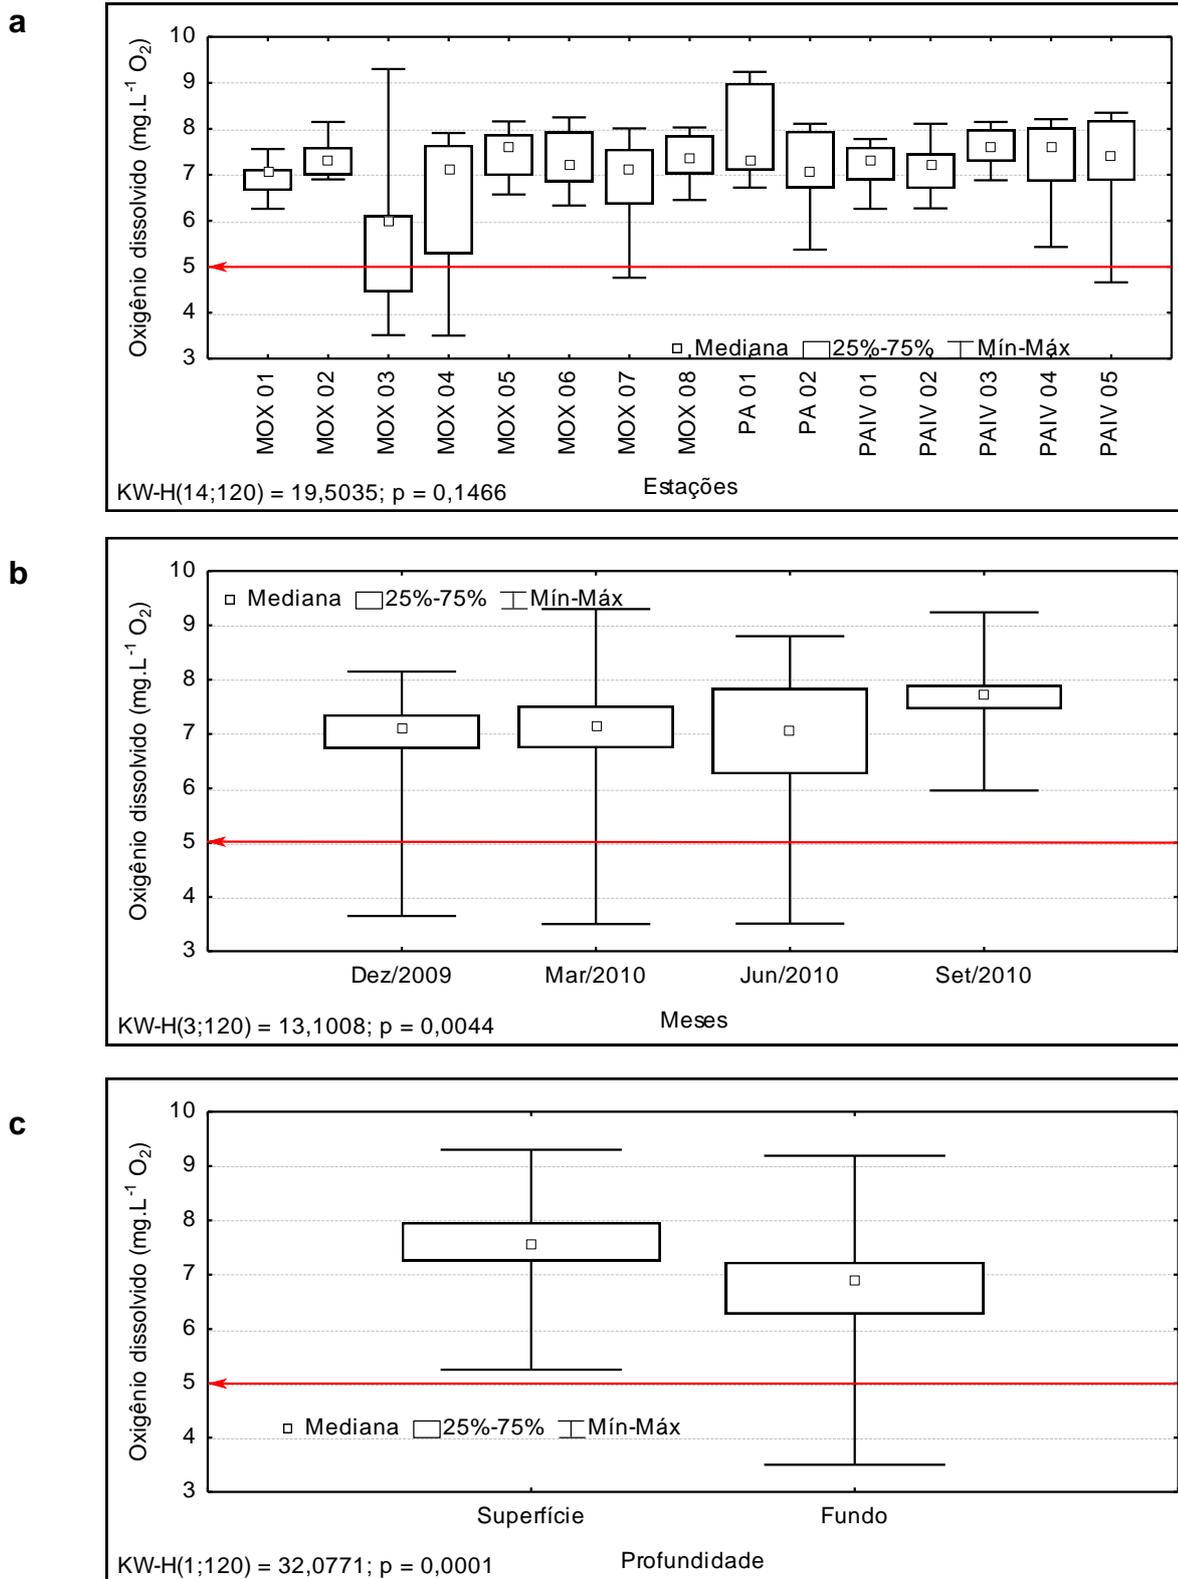 a
Oxigênio dissolvido (mg.L-1 O2)
10
9
8
7
6
5
4
3
Mediana 25%-75% Mín-Máx
MOX 01
MOX 02
MOX 03
MOX 04
MOX 05
MOX 06
MOX 07
MOX 08
PA 01
PA 02
PAIV 01
PAIV 02
PAIV 03
PAIV 04
PAIV 05
Estações
KW-H(14;120) = 19,5035; p = 0,1466
b
Oxigênio dissolvido (mg.L-1 O2)
10
9
8
7
6
5
4
3
Mediana 25%-75% Mín-Máx
Dez/2009 Mar/2010 Jun/2010 Set/2010
Meses
KW-H(3;120) = 13,1008; p = 0,0044
c
Oxigênio dissolvido (mg.L-1 O2)
10
9
8
7
6
5
4
3
Mediana 25%-75% Mín-Máx
Superfície Fundo
Profundidade
KW-H(1;120) = 32,0771; p = 0,0001